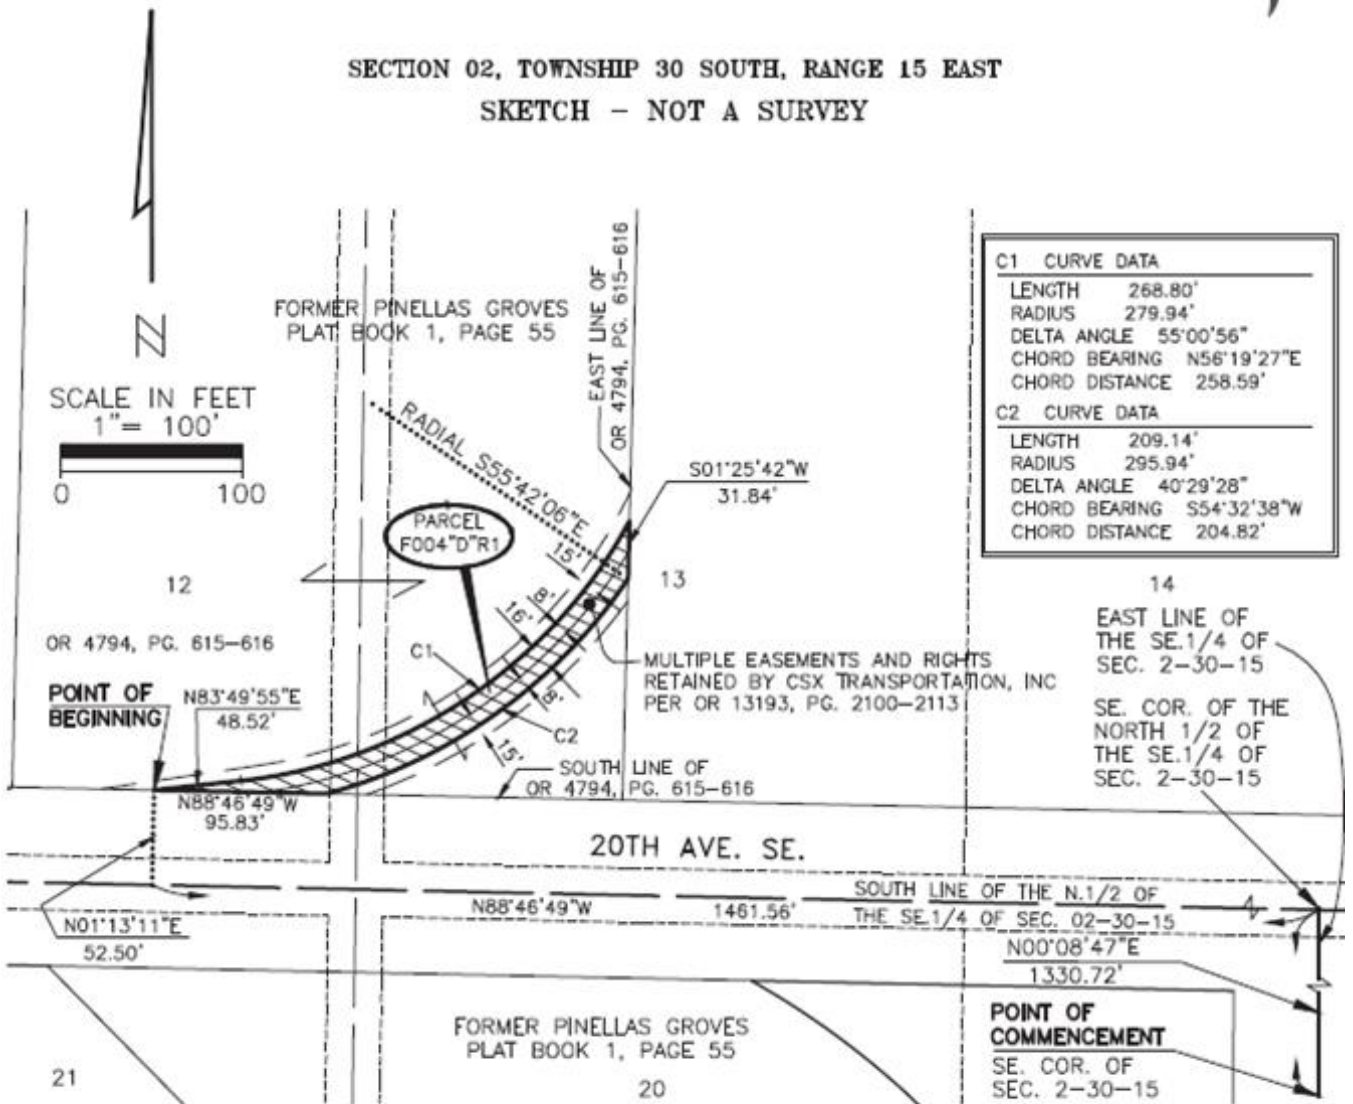 SECTION 02, TOWNSHIP 30 SOUTH, RANGE 15 EAST
SKETCH – NOT A SURVEY
N
SCALE IN FEET
1"= 100'
0 100
FORMER PINELLAS GROVES
PLAT BOOK 1, PAGE 55
EAST LINE OF
OR 4794, PG. 615–616
C1 CURVE DATA
LENGTH 268.80'
RADIUS 279.94'
DELTA ANGLE 55°00'56"
CHORD BEARING N56°19'27"E
CHORD DISTANCE 258.59'
C2 CURVE DATA
LENGTH 209.14'
RADIUS 295.94'
DELTA ANGLE 40°29'28"
CHORD BEARING S54°32'38"W
CHORD DISTANCE 204.82'
RADIAL S55°42'06"E
S01°25'42"W
31.84'
PARCEL
F004"D"R1
15'
8'
16'
12
13
14
OR 4794, PG. 615–616
C1
8'
C2
15'
MULTIPLE EASEMENTS AND RIGHTS
RETAINED BY CSX TRANSPORTATION, INC
PER OR 13193, PG. 2100–2113
EAST LINE OF
THE SE.1/4 OF
SEC. 2–30–15
SE. COR. OF THE
NORTH 1/2 OF
THE SE.1/4 OF
SEC. 2–30–15
POINT OF
BEGINNING
N83°49'55"E
48.52'
N88°46'49"W
95.83'
SOUTH LINE OF
OR 4794, PG. 615–616
20TH AVE. SE.
N88°46'49"W 1461.56'
SOUTH LINE OF THE N.1/2 OF
THE SE.1/4 OF SEC. 02–30–15
N01°13'11"E
52.50'
N00°08'47"E
1330.72'
POINT OF
COMMENCEMENT
SE. COR. OF
SEC. 2–30–15
FORMER PINELLAS GROVES
PLAT BOOK 1, PAGE 55
21
20